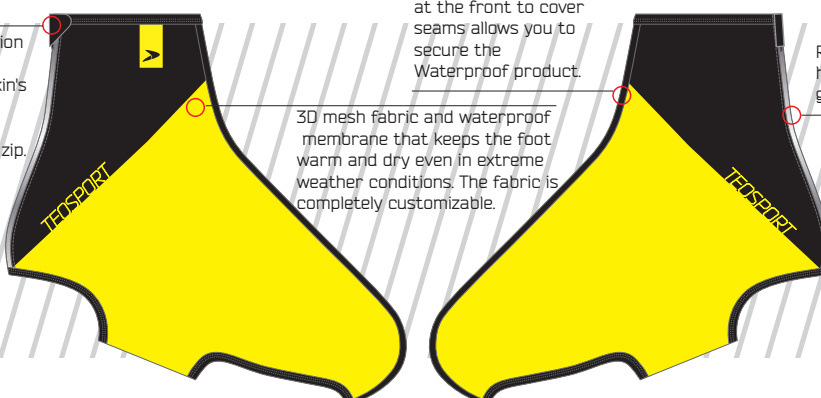 at the front to cover
seams allows you to
secure the
Waterproof product.
3D mesh fabric and waterproof
membrane that keeps the foot
warm and dry even in extreme
weather conditions. The fabric is
completely customizable.
zip.
TEOSPORT
TEOSPORT